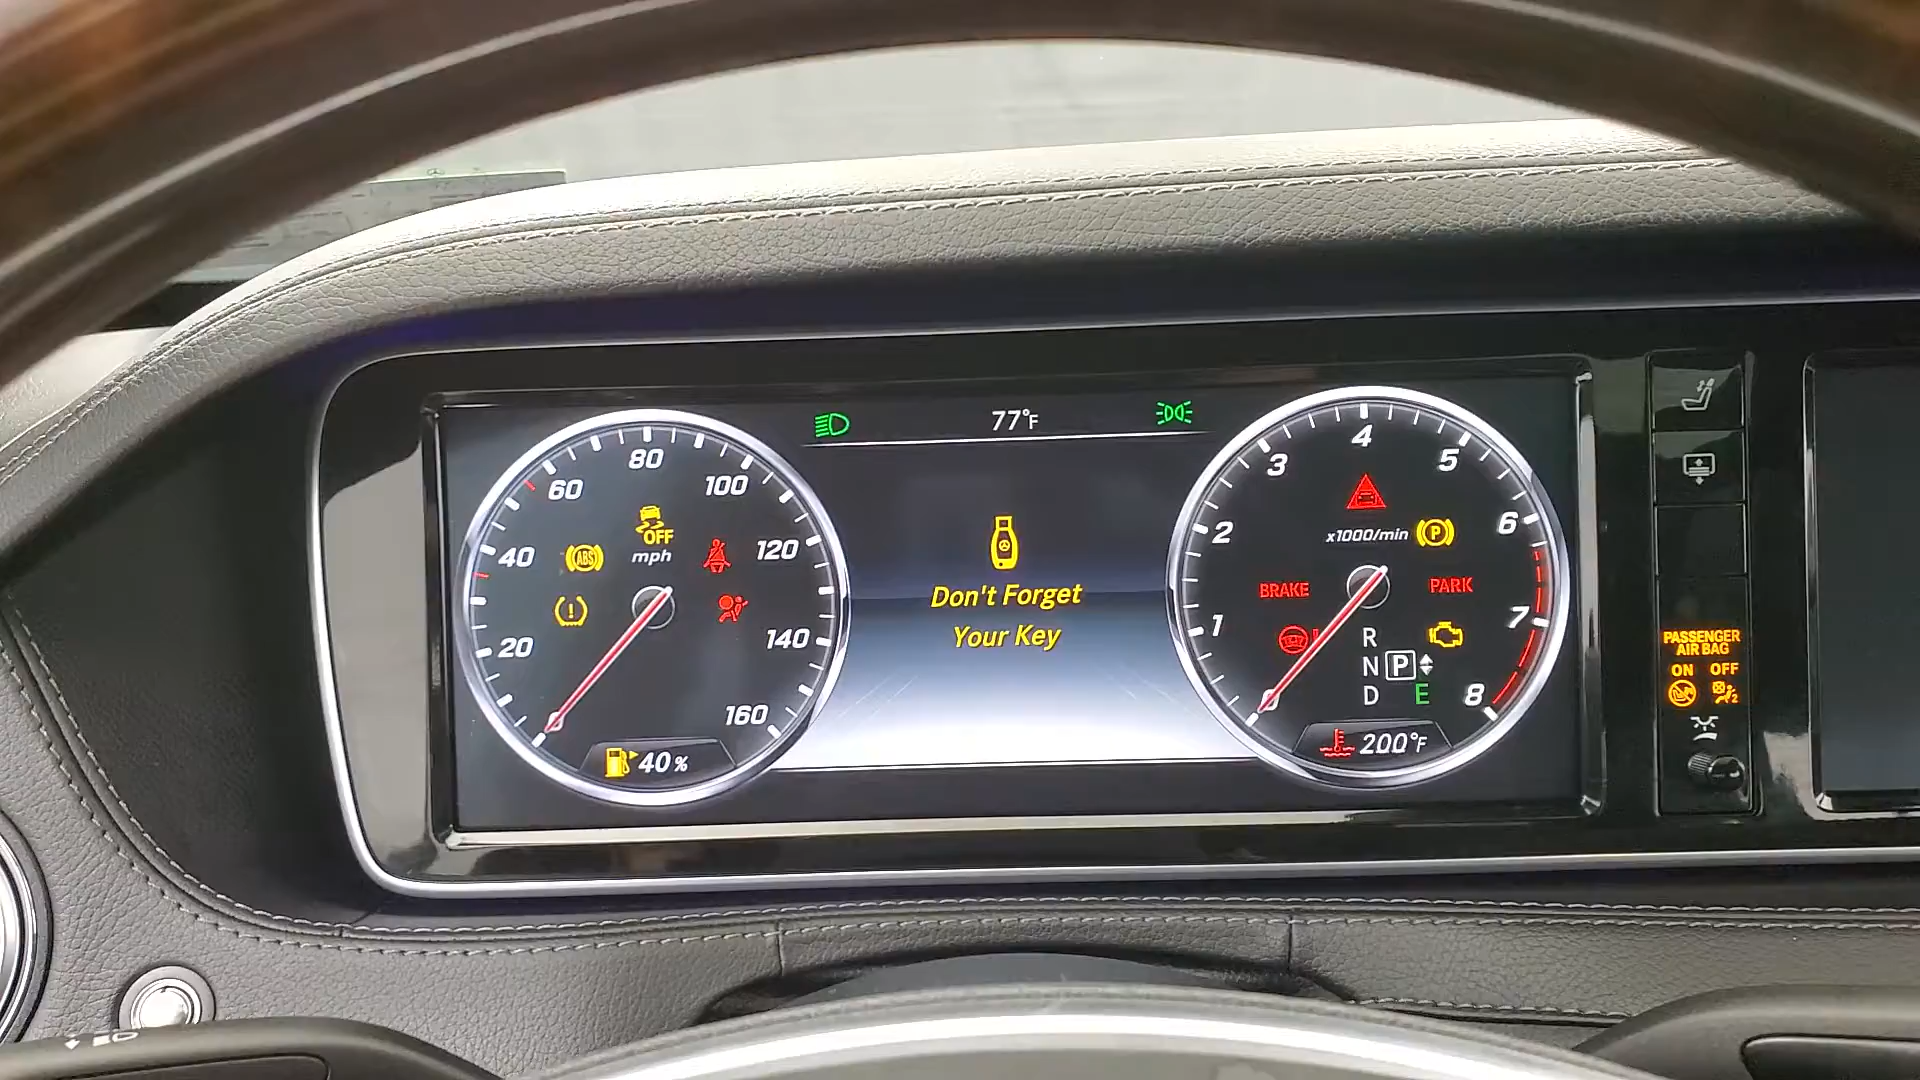 77°F
80
60
100
40
120
20
140
160
OFF
mph
ABS
40 %
Don't Forget
Your Key
4
3
5
2
6
1
7
8
x1000/min
P
BRAKE
PARK
R
N P
D E
200°F
PASSENGER
AIR BAG
ON OFF
2